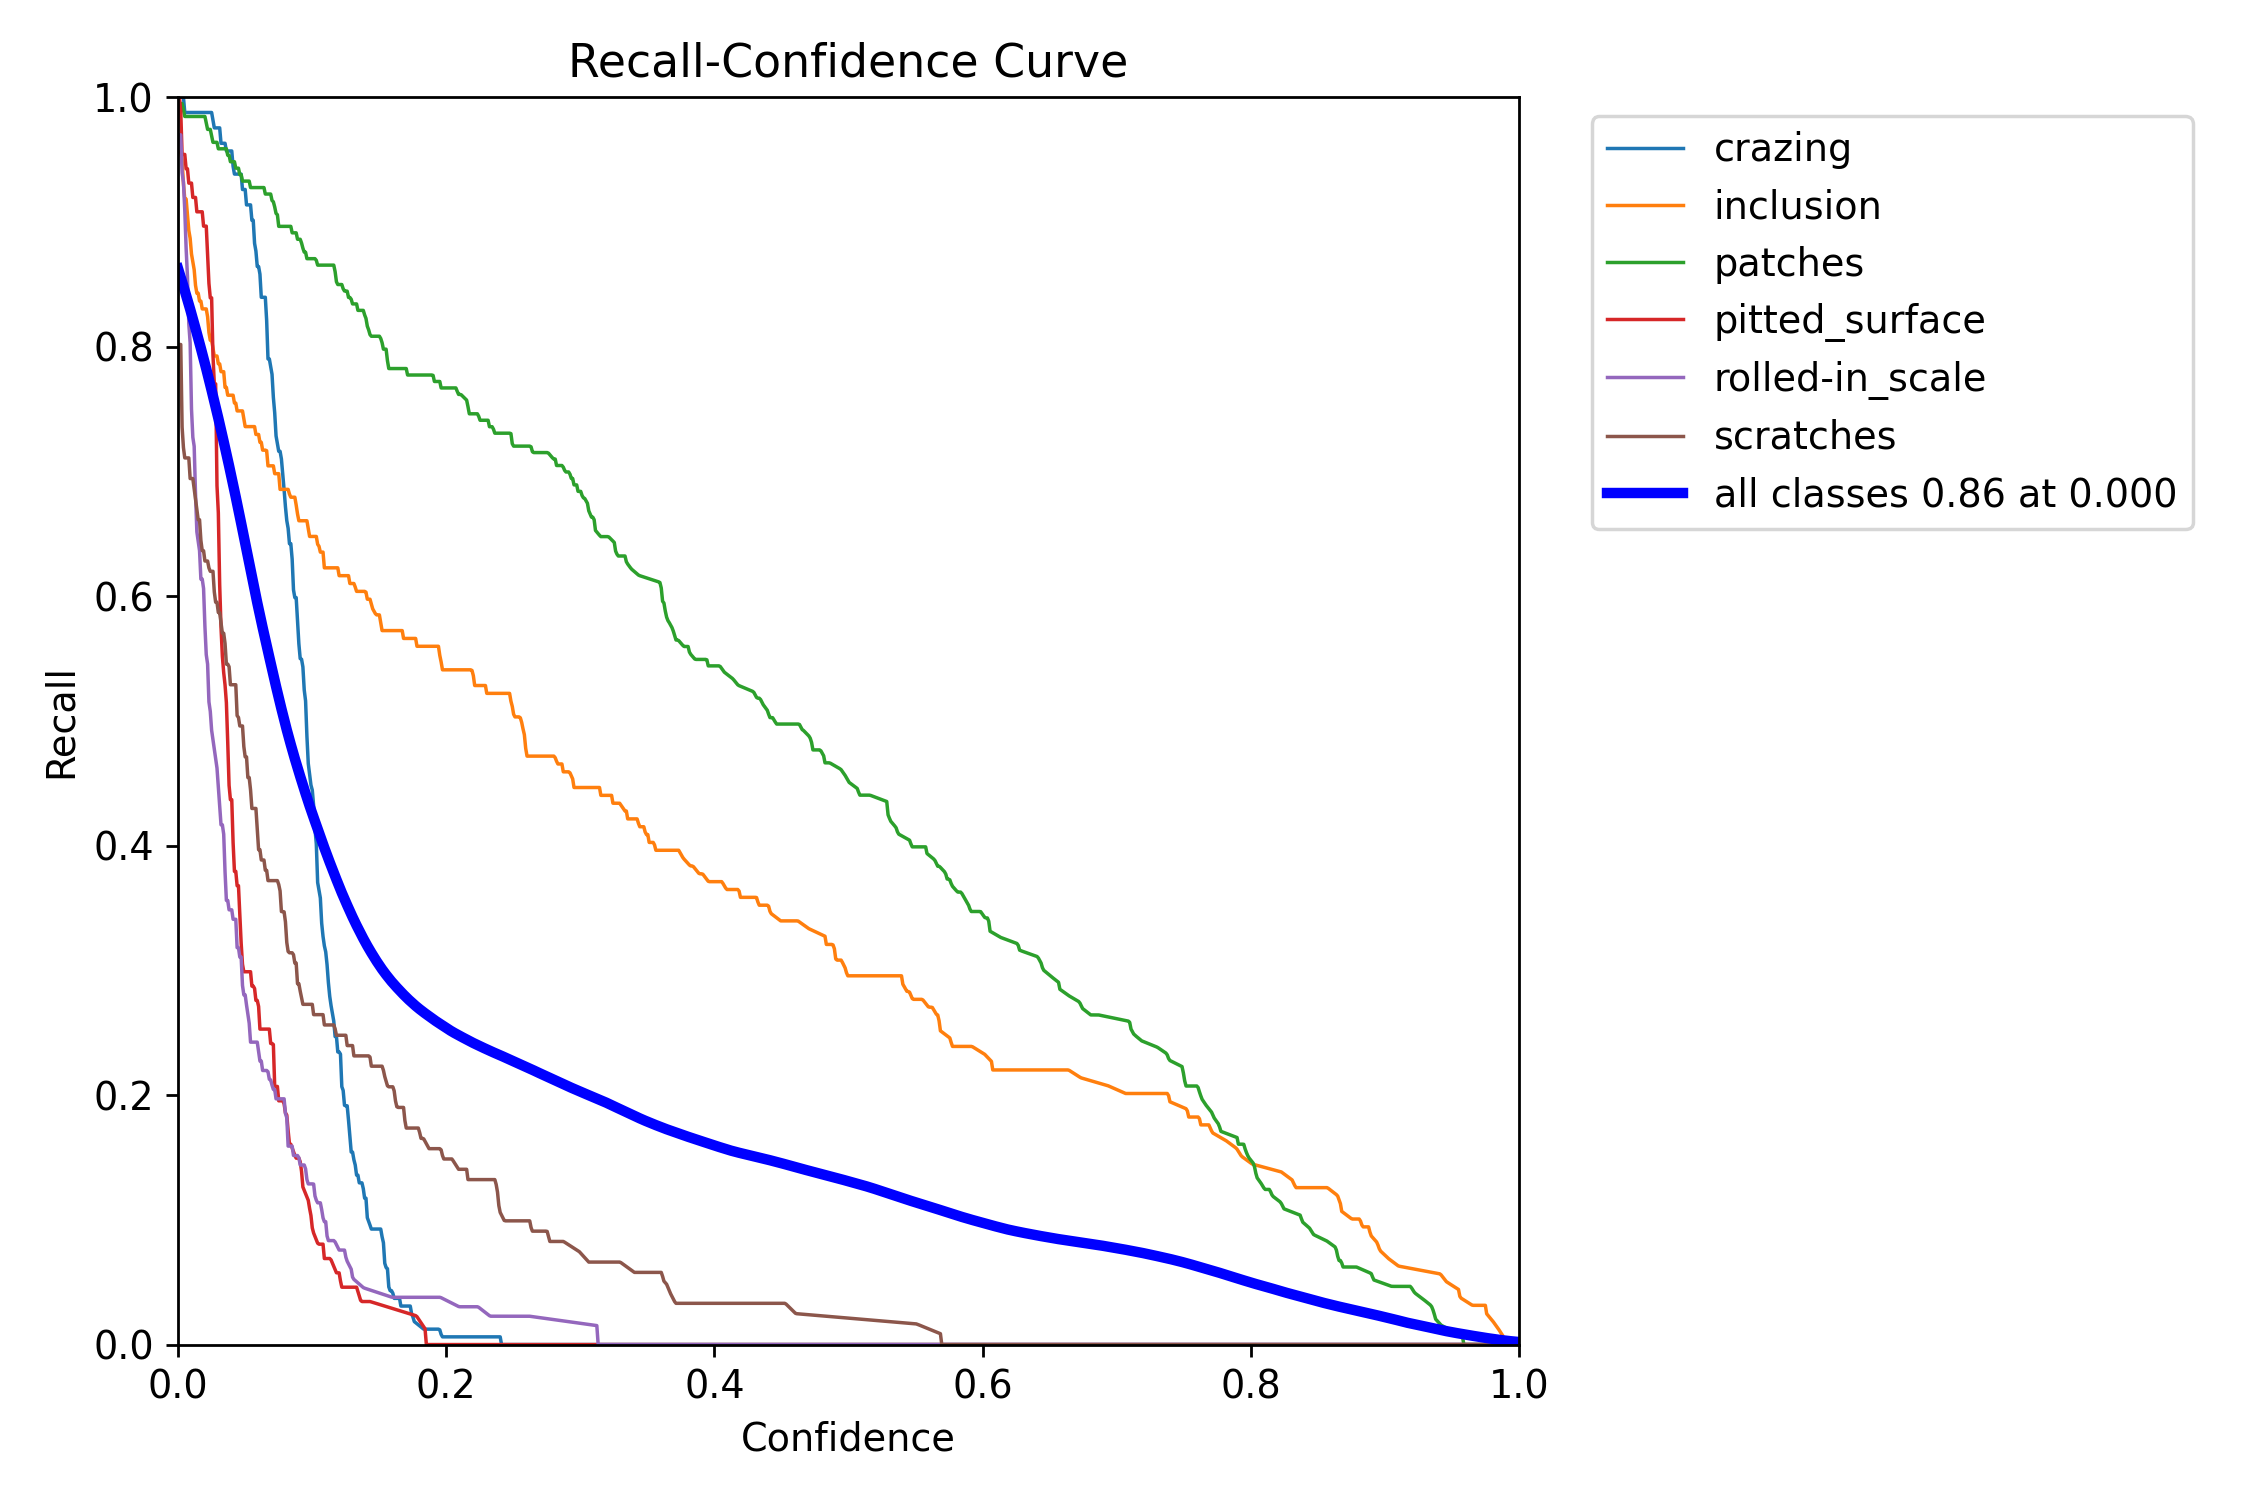 Recall-Confidence Curve
1.0
0.8
0.6
0.4
0.2
0.0
Recall
0.0 0.2 0.4 0.6 0.8 1.0
Confidence
crazing
inclusion
patches
pitted_surface
rolled-in_scale
scratches
all classes 0.86 at 0.000